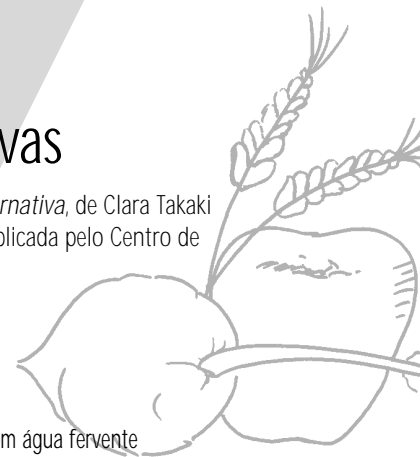 vas
rnativa, de Clara Takaki
blicada pelo Centro de
m água fervente